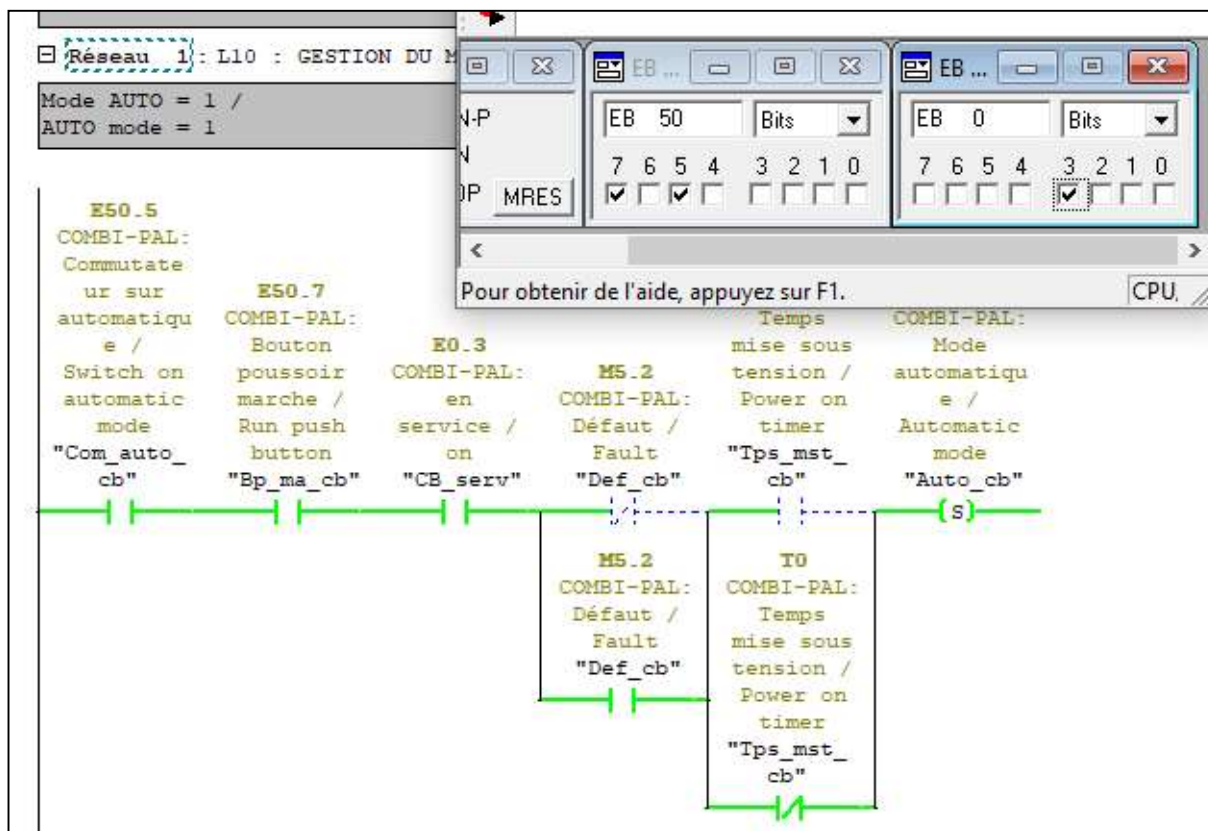 Réseau 1 : L10 : GESTION DU
Mode AUTO = 1 /
AUTO mode = 1
N-P
MRES
EB ...
EB 50
Bits
7 6 5 4 3 2 1 0
EB ...
EB 0
Bits
7 6 5 4 3 2 1 0
Pour obtenir de l'aide, appuyez sur F1.
CPU
E50.5
COMBI-PAL:
Commutate
ur sur
automatiqu
e /
Switch on
automatic
mode
"Com_auto_
cb"
E50.7
COMBI-PAL:
Bouton
poussoir
marche /
Run push
button
"Bp_ma_cb"
E0.3
COMBI-PAL:
en
service /
on
"CB_serv"
M5.2
COMBI-PAL:
Défaut /
Fault
"Def_cb"
Temps
mise sous
tension /
Power on
timer
"Tps_mst_
cb"
COMBI-PAL:
Mode
automatiqu
e /
Automatic
mode
"Auto_cb"
S
M5.2
COMBI-PAL:
Défaut /
Fault
"Def_cb"
T0
COMBI-PAL:
Temps
mise sous
tension /
Power on
timer
"Tps_mst_
cb"